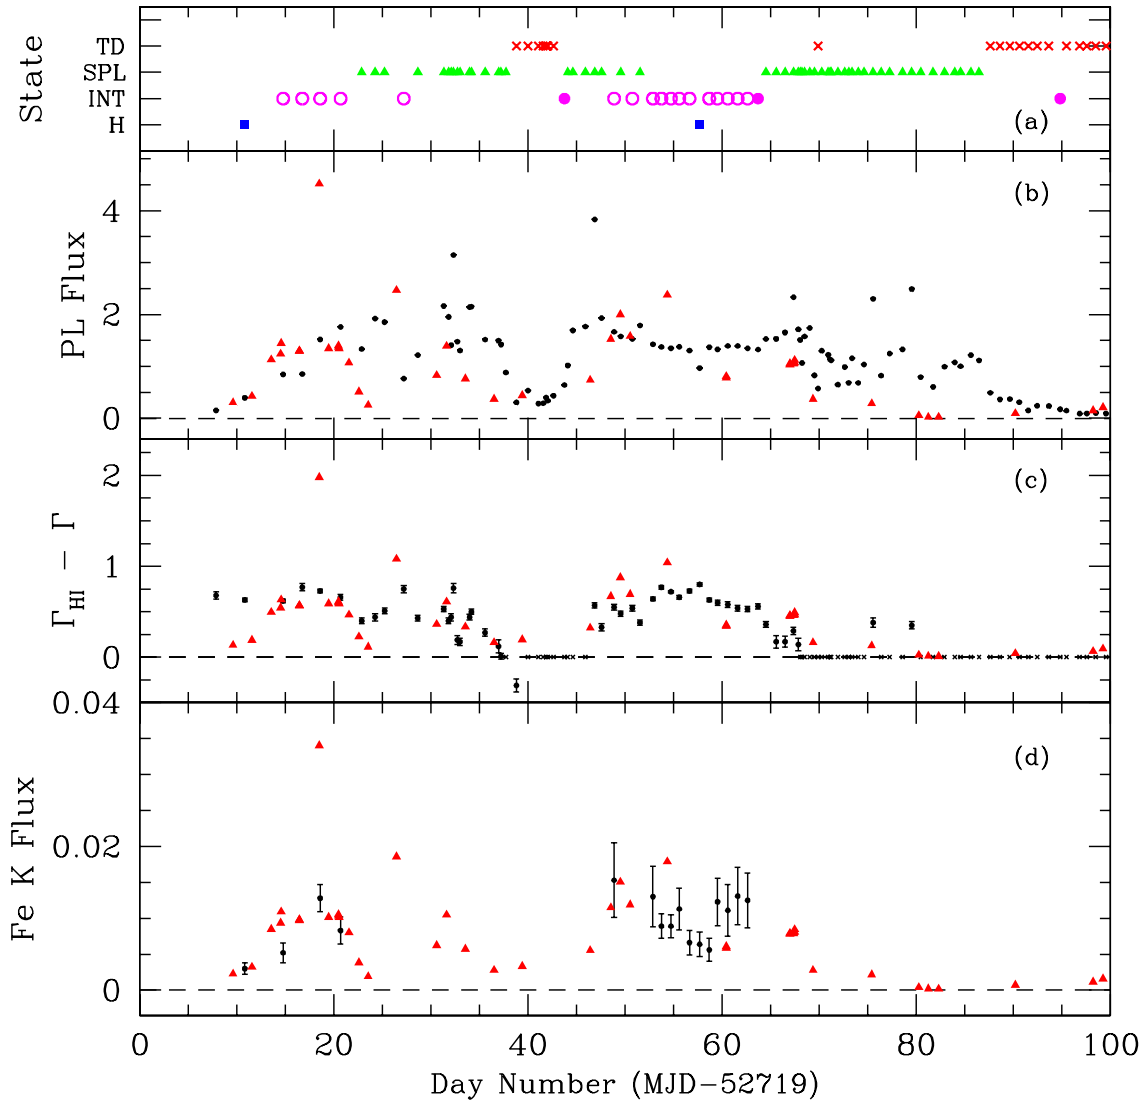 State
TD
SPL
INT
H
(a)
PL Flux
4
2
0
(b)
Γ_HI − Γ
2
1
0
(c)
Fe K Flux
0.04
0.02
0
(d)
0 20 40 60 80 100
Day Number (MJD−52719)